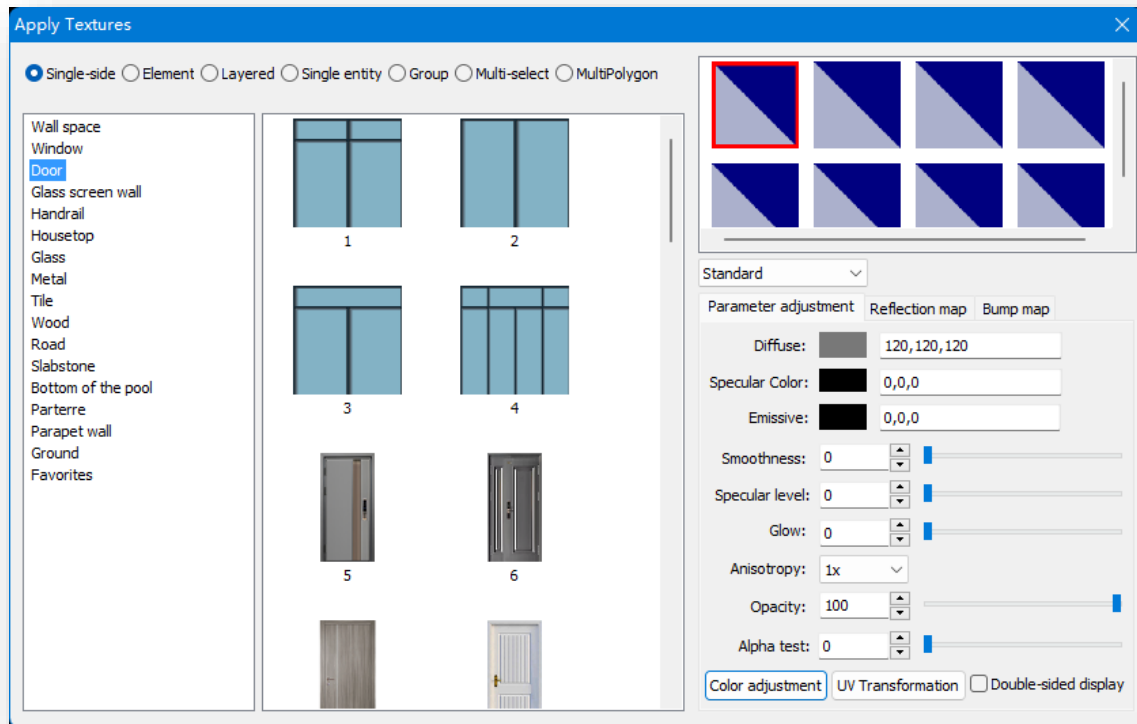 Apply Textures
Single-side Element Layered Single entity Group Multi-select MultiPolygon
Wall space
Window
Door
Glass screen wall
Handrail
Housetop
Glass
Metal
Tile
Wood
Road
Slabstone
Bottom of the pool
Parterre
Parapet wall
Ground
Favorites
1 2
3 4
5 6
Standard
Parameter adjustment Reflection map Bump map
Diffuse: 120,120,120
Specular Color: 0,0,0
Emissive: 0,0,0
Smoothness: 0
Specular level: 0
Glow: 0
Anisotropy: 1x
Opacity: 100
Alpha test: 0
Color adjustment UV Transformation Double-sided display